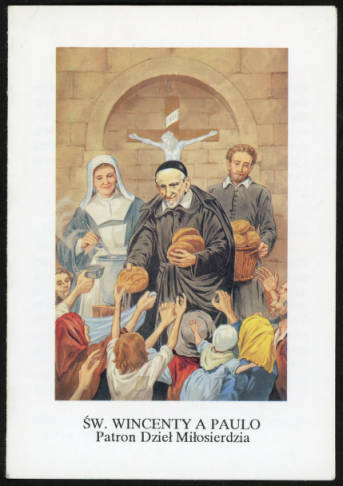 ŚW. WINCENTY A PAULO
Patron Dzieł Miłosierdzia